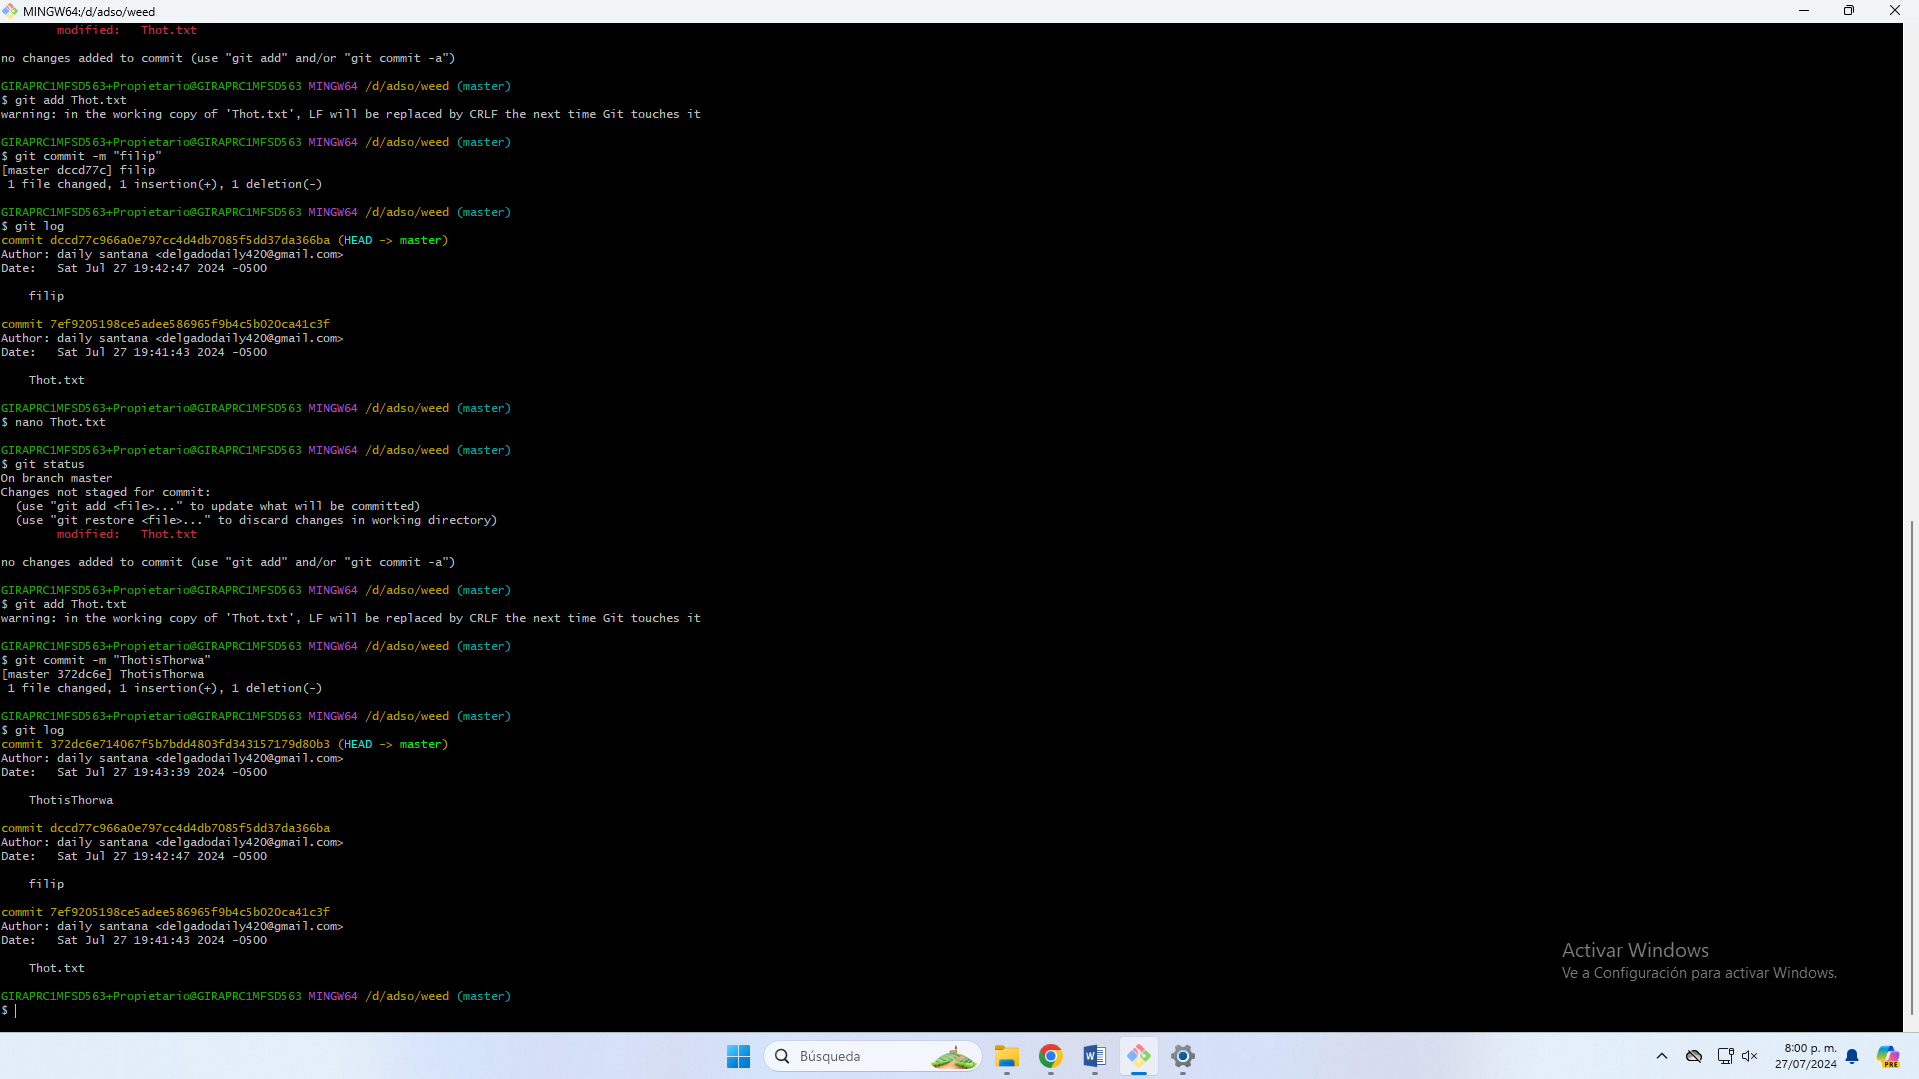 MINGW64:/d/adso/weed
modified: Thot.txt
no changes added to commit (use "git add" and/or "git commit -a")
GIRAPRC1MFSD563+Propietario@GIRAPRC1MFSD563 MINGW64 /d/adso/weed (master)
$ git add Thot.txt
warning: in the working copy of 'Thot.txt', LF will be replaced by CRLF the next time Git touches it
GIRAPRC1MFSD563+Propietario@GIRAPRC1MFSD563 MINGW64 /d/adso/weed (master)
$ git commit -m "filip"
[master dccd77c] filip
1 file changed, 1 insertion(+), 1 deletion(-)
GIRAPRC1MFSD563+Propietario@GIRAPRC1MFSD563 MINGW64 /d/adso/weed (master)
$ git log
commit dccd77c966a0e797cc4d4db7085f5dd37da366ba (HEAD -> master)
Author: daily santana <delgadodaily420@gmail.com>
Date: Sat Jul 27 19:42:47 2024 -0500
filip
commit 7ef9205198ce5adee586965f9b4c5b020ca41c3f
Author: daily santana <delgadodaily420@gmail.com>
Date: Sat Jul 27 19:41:43 2024 -0500
Thot.txt
GIRAPRC1MFSD563+Propietario@GIRAPRC1MFSD563 MINGW64 /d/adso/weed (master)
$ nano Thot.txt
GIRAPRC1MFSD563+Propietario@GIRAPRC1MFSD563 MINGW64 /d/adso/weed (master)
$ git status
On branch master
Changes not staged for commit:
(use "git add <file>..." to update what will be committed)
(use "git restore <file>..." to discard changes in working directory)
modified: Thot.txt
no changes added to commit (use "git add" and/or "git commit -a")
GIRAPRC1MFSD563+Propietario@GIRAPRC1MFSD563 MINGW64 /d/adso/weed (master)
$ git add Thot.txt
warning: in the working copy of 'Thot.txt', LF will be replaced by CRLF the next time Git touches it
GIRAPRC1MFSD563+Propietario@GIRAPRC1MFSD563 MINGW64 /d/adso/weed (master)
$ git commit -m "ThotisThorwa"
[master 372dc6e] ThotisThorwa
1 file changed, 1 insertion(+), 1 deletion(-)
GIRAPRC1MFSD563+Propietario@GIRAPRC1MFSD563 MINGW64 /d/adso/weed (master)
$ git log
commit 372dc6e714067f5b7bdd4803fd343157179d80b3 (HEAD -> master)
Author: daily santana <delgadodaily420@gmail.com>
Date: Sat Jul 27 19:43:39 2024 -0500
ThotisThorwa
commit dccd77c966a0e797cc4d4db7085f5dd37da366ba
Author: daily santana <delgadodaily420@gmail.com>
Date: Sat Jul 27 19:42:47 2024 -0500
filip
commit 7ef9205198ce5adee586965f9b4c5b020ca41c3f
Author: daily santana <delgadodaily420@gmail.com>
Date: Sat Jul 27 19:41:43 2024 -0500
Thot.txt
GIRAPRC1MFSD563+Propietario@GIRAPRC1MFSD563 MINGW64 /d/adso/weed (master)
$
Activar Windows
Ve a Configuración para activar Windows.
Búsqueda
8:00 p. m.
27/07/2024
PRE